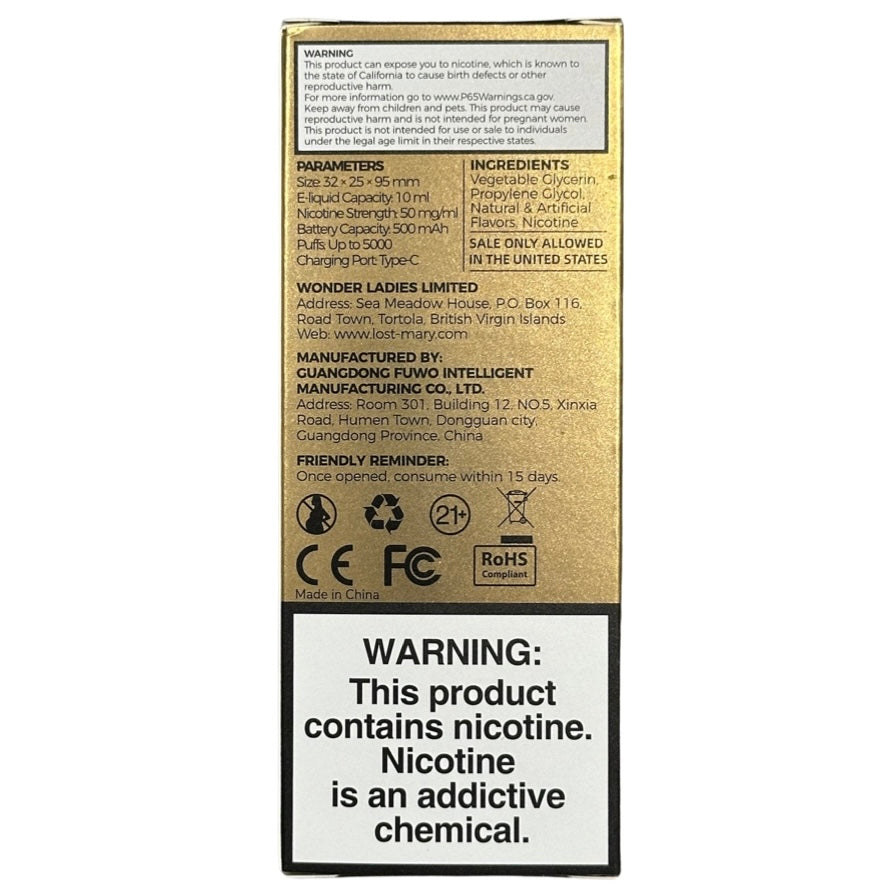 WARNING
This product can expose you to nicotine, which is known to
the state of California to cause birth defects or other
reproductive harm.
For more information go to www.P65Warnings.ca.gov.
Keep away from children and pets. This product may cause
reproductive harm and is not intended for pregnant women.
This product is not intended for use or sale to individuals
under the legal age limit in their respective states.
PARAMETERS
Size: 32 × 25 × 95 mm
E-liquid Capacity: 10 ml
Nicotine Strength: 50 mg/ml
Battery Capacity: 500 mAh
Puffs: Up to 5000
Charging Port: Type-C
INGREDIENTS
Vegetable Glycerin,
Propylene Glycol,
Natural & Artificial
Flavors, Nicotine
SALE ONLY ALLOWED
IN THE UNITED STATES
WONDER LADIES LIMITED
Address: Sea Meadow House, P.O. Box 116,
Road Town, Tortola, British Virgin Islands
Web: www.lost-mary.com
MANUFACTURED BY:
GUANGDONG FUWO INTELLIGENT
MANUFACTURING CO., LTD.
Address: Room 301, Building 12, NO.5, Xinxia
Road, Humen Town, Dongguan city,
Guangdong Province, China
FRIENDLY REMINDER:
Once opened, consume within 15 days.
21+
CE FC RoHS
Compliant
Made in China
WARNING:
This product
contains nicotine.
Nicotine
is an addictive
chemical.